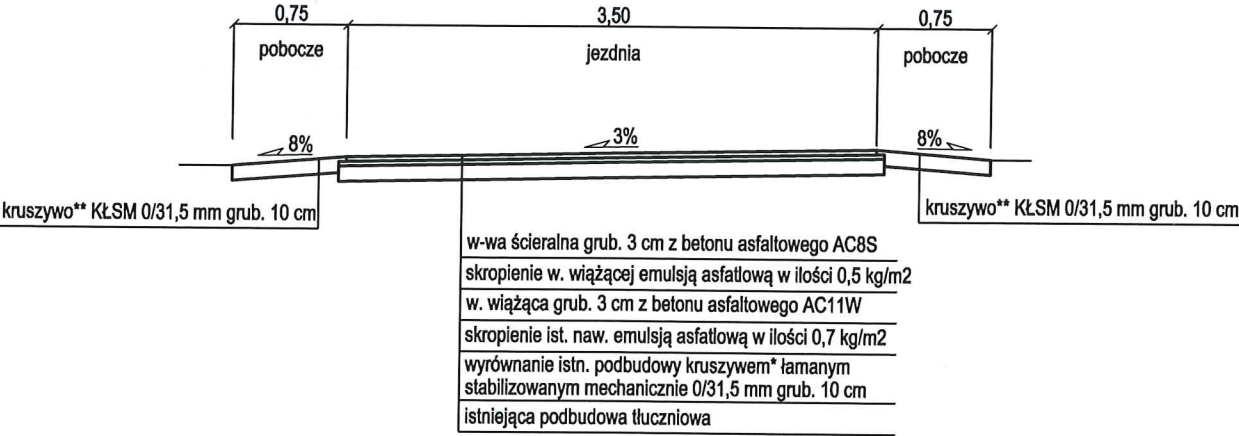 0,75
3,50
0,75
pobocze
jezdnia
pobocze
8%
3%
8%
kruszywo** KŁSM 0/31,5 mm grub. 10 cm
kruszywo** KŁSM 0/31,5 mm grub. 10 cm
w-wa ścieralna grub. 3 cm z betonu asfaltowego AC8S
skropienie w. wiążącej emulsją asfatlową w ilości 0,5 kg/m2
w. wiążąca grub. 3 cm z betonu asfaltowego AC11W
skropienie ist. naw. emulsją asfatlową w ilości 0,7 kg/m2
wyrównanie istn. podbudowy kruszywem* łamanym
stabilizowanym mechanicznie 0/31,5 mm grub. 10 cm
istniejąca podbudowa tłuczniowa